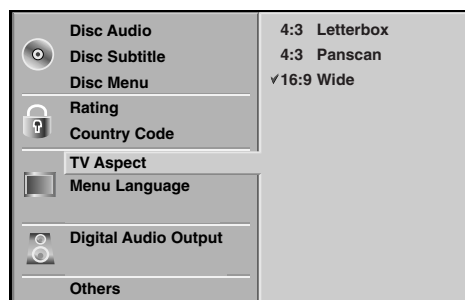 Disc Audio
Disc Subtitle
Disc Menu
Rating
Country Code
TV Aspect
Menu Language
Digital Audio Output
Others
4:3 Letterbox
4:3 Panscan
✓16:9 Wide